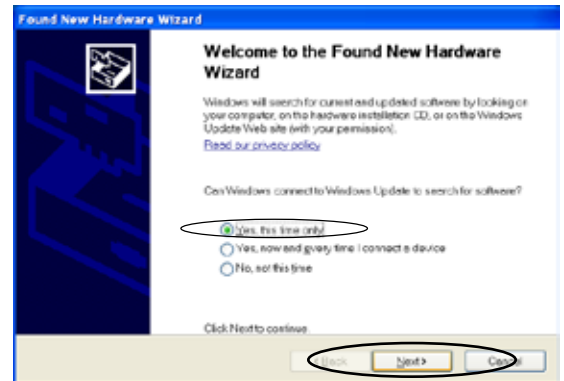 Found New Hardware Wizard
Welcome to the Found New Hardware
Wizard
Windows will search for current and updated software by looking on
your computer, on the hardware installation CD, or on the Windows
Update Web site (with your permission).
Read our privacy policy
Can Windows connect to Windows Update to search for software?
Yes, this time only
Yes, now and every time I connect a device
No, not this time
Click Next to continue.
< Back Next > Cancel